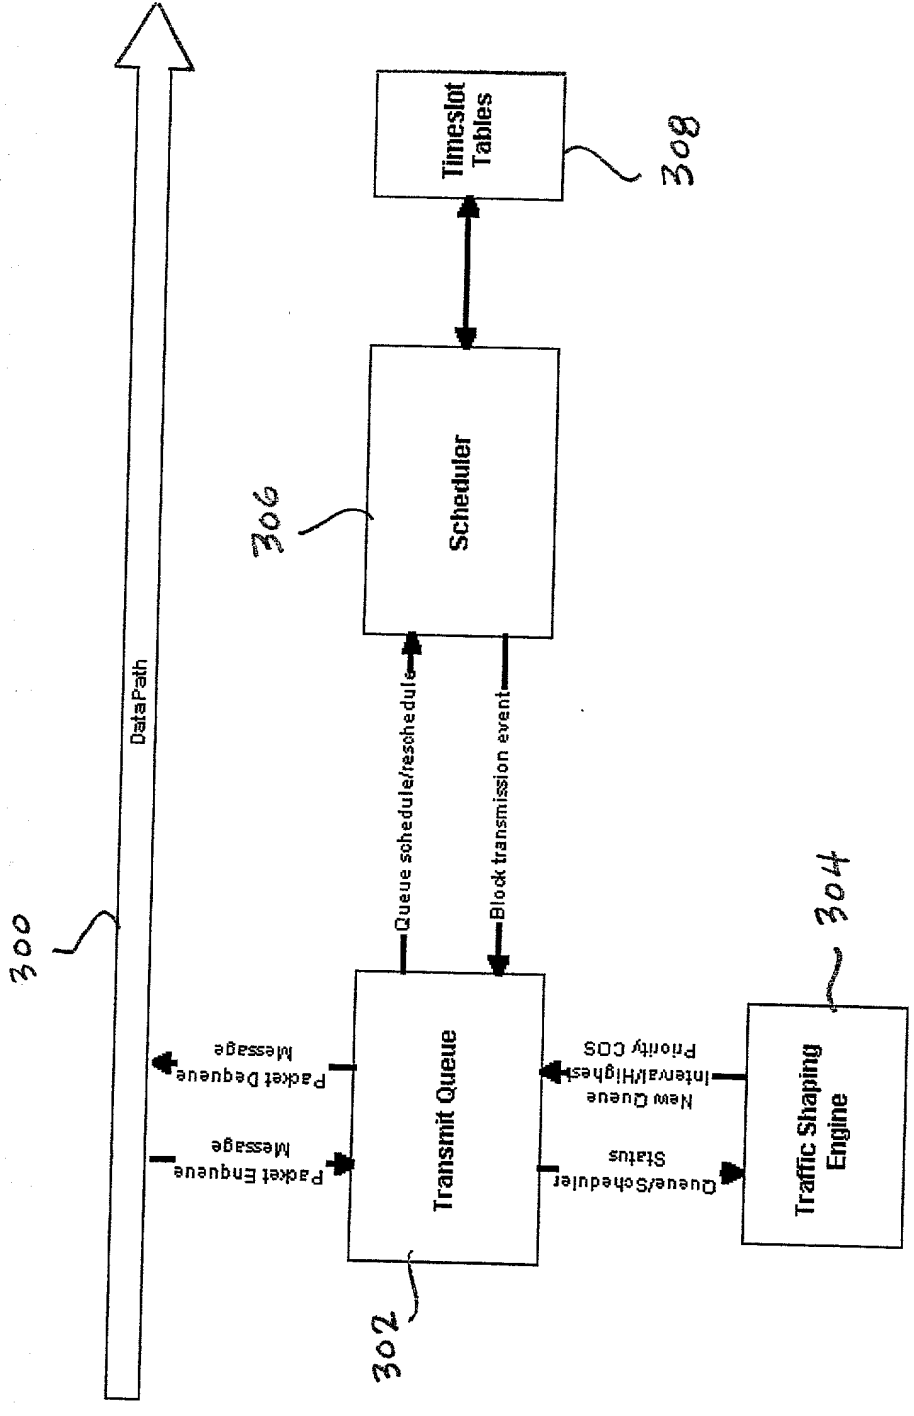 300
DataPath
Packet Enqueue
Message
Packet Dequeue
Message
302
Transmit Queue
Queue schedule/reschedule
Block transmission event
306
Scheduler
Timeslot
Tables
308
Queue/Scheduler
Status
New Queue
Interval/Highest
Priority COS
Traffic Shaping
Engine
304